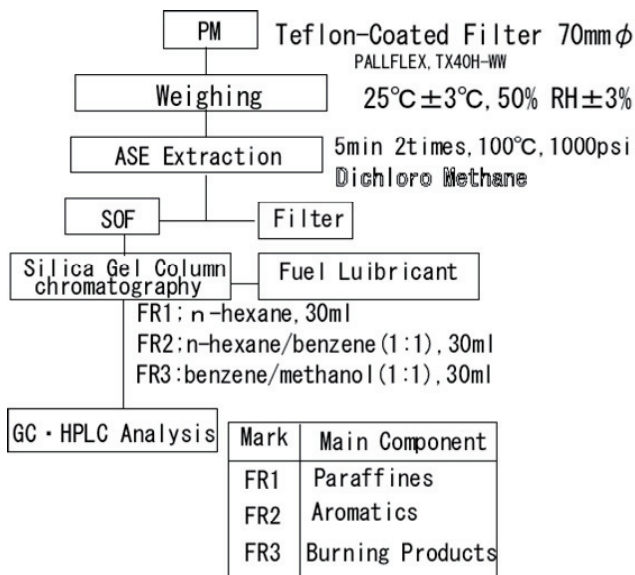 PM
Teflon-Coated Filter 70mmφ
PALLFLEX, TX40H-WW
Weighing
25℃±3℃, 50% RH±3%
ASE Extraction
5min 2times, 100℃, 1000psi
Dichloro Methane
SOF
Filter
Silica Gel Column
chromatography
Fuel Luibricant
FR1; n-hexane, 30ml
FR2:n-hexane/benzene(1:1), 30ml
FR3:benzene/methanol(1:1), 30ml
GC・HPLC Analysis
Mark Main Component
FR1 Paraffines
FR2 Aromatics
FR3 Burning Products